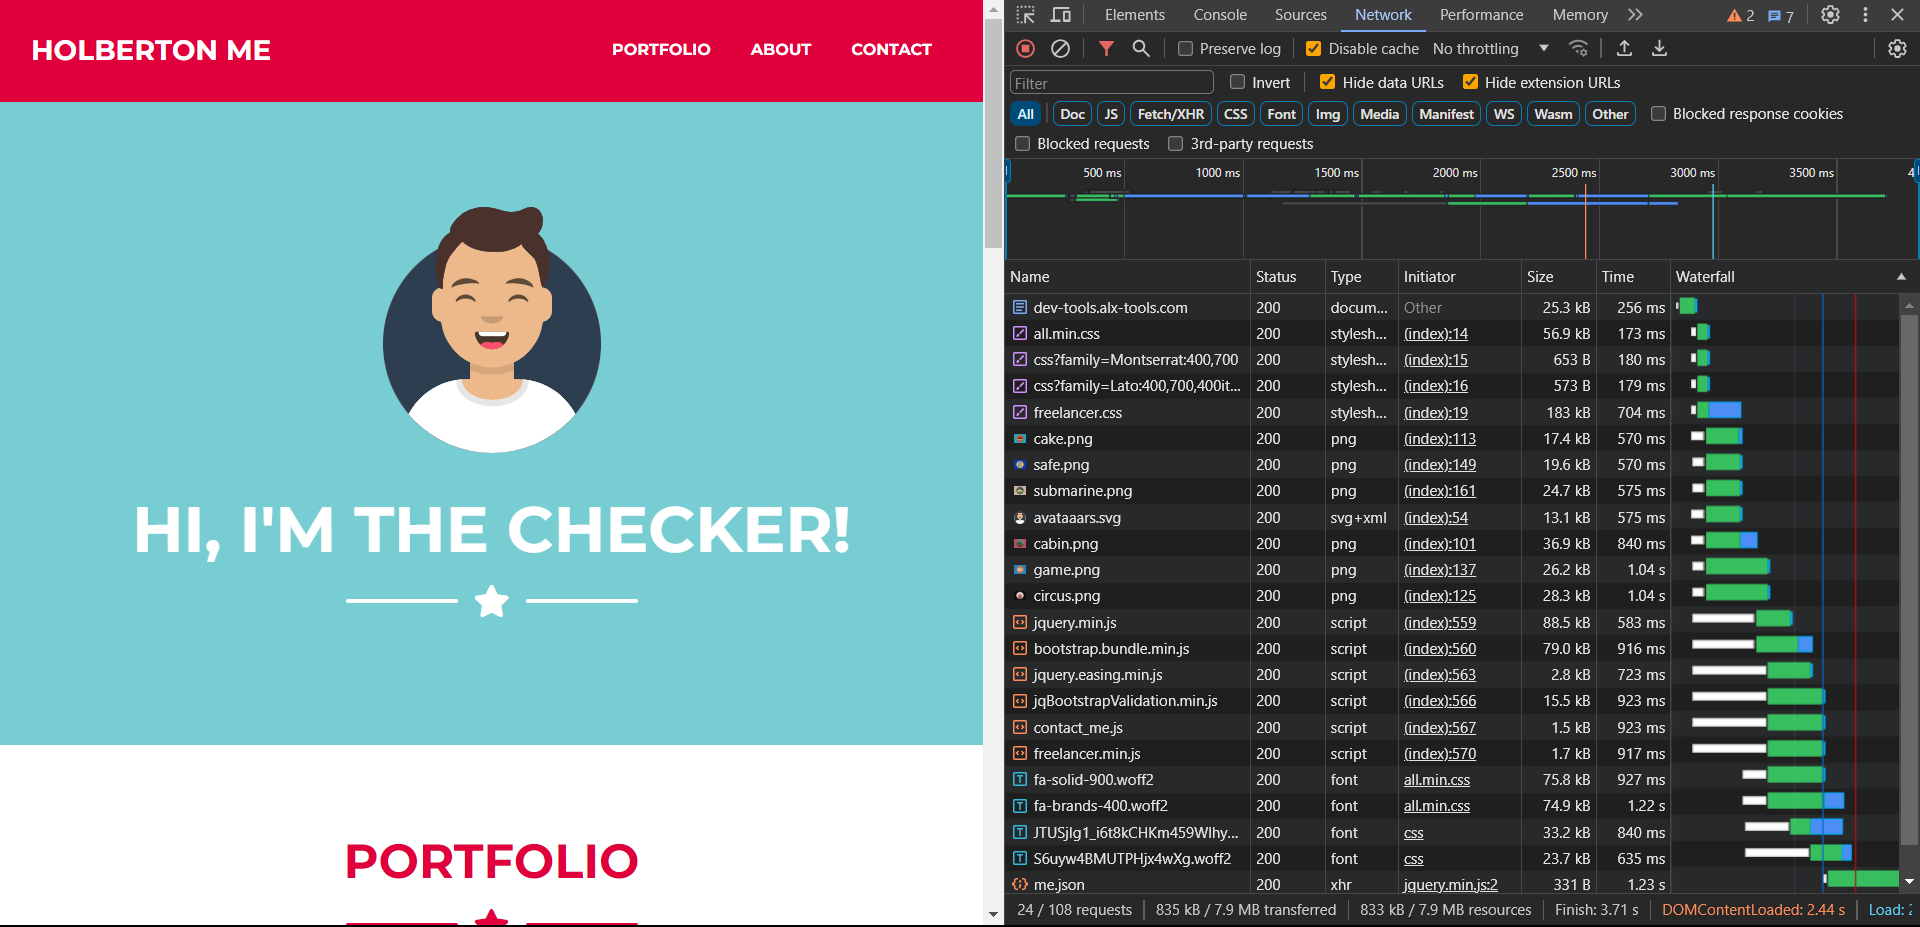 HOLBERTON ME
PORTFOLIO ABOUT CONTACT
HI, I'M THE CHECKER!
PORTFOLIO
Elements Console Sources Network Performance Memory 2 7
Preserve log Disable cache No throttling
Filter Invert Hide data URLs Hide extension URLs
All Doc JS Fetch/XHR CSS Font Img Media Manifest WS Wasm Other Blocked response cookies
Blocked requests 3rd-party requests
500 ms 1000 ms 1500 ms 2000 ms 2500 ms 3000 ms 3500 ms 4
Name Status Type Initiator Size Time Waterfall
dev-tools.alx-tools.com 200 docum... Other 25.3 kB 256 ms
all.min.css 200 stylesh... (index):14 56.9 kB 173 ms
css?family=Montserrat:400,700 200 stylesh... (index):15 653 B 180 ms
css?family=Lato:400,700,400it... 200 stylesh... (index):16 573 B 179 ms
freelancer.css 200 stylesh... (index):19 183 kB 704 ms
cake.png 200 png (index):113 17.4 kB 570 ms
safe.png 200 png (index):149 19.6 kB 570 ms
submarine.png 200 png (index):161 24.7 kB 575 ms
avataaars.svg 200 svg+xml (index):54 13.1 kB 575 ms
cabin.png 200 png (index):101 36.9 kB 840 ms
game.png 200 png (index):137 26.2 kB 1.04 s
circus.png 200 png (index):125 28.3 kB 1.04 s
jquery.min.js 200 script (index):559 88.5 kB 583 ms
bootstrap.bundle.min.js 200 script (index):560 79.0 kB 916 ms
jquery.easing.min.js 200 script (index):563 2.8 kB 723 ms
jqBootstrapValidation.min.js 200 script (index):566 15.5 kB 923 ms
contact_me.js 200 script (index):567 1.5 kB 923 ms
freelancer.min.js 200 script (index):570 1.7 kB 917 ms
fa-solid-900.woff2 200 font all.min.css 75.8 kB 927 ms
fa-brands-400.woff2 200 font all.min.css 74.9 kB 1.22 s
JTUSjIg1_i6t8kCHKm459Wlhy... 200 font css 33.2 kB 840 ms
S6uyw4BMUTPHjx4wXg.woff2 200 font css 23.7 kB 635 ms
me.json 200 xhr jquery.min.js:2 331 B 1.23 s
24 / 108 requests 835 kB / 7.9 MB transferred 833 kB / 7.9 MB resources Finish: 3.71 s DOMContentLoaded: 2.44 s Load: